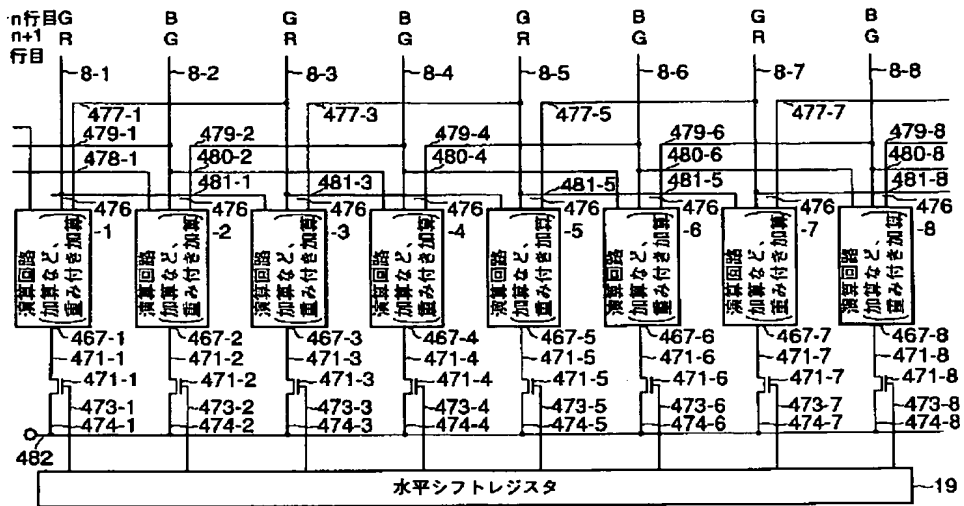 n行目 G B G B G B G B
n+1行目 R G R G R G R G
8-1 8-2 8-3 8-4 8-5 8-6 8-7 8-8
477-1 477-3 477-5 477-7
479-1 479-2 479-4 479-6 479-8
478-1 480-2 480-4 480-6 480-8
481-1 481-3 481-5 481-5 481-8
476-1 476-2 476-3 476-4 476-5 476-6 476-7 476-8
演算回路(加算など、重み付き加算)
演算回路(加算など、重み付き加算)
演算回路(加算など、重み付き加算)
演算回路(加算など、重み付き加算)
演算回路(加算など、重み付き加算)
演算回路(加算など、重み付き加算)
演算回路(加算など、重み付き加算)
演算回路(加算など、重み付き加算)
467-1 467-2 467-3 467-4 467-5 467-6 467-7 467-8
471-1 471-2 471-3 471-4 471-5 471-6 471-7 471-8
471-1 471-2 471-3 471-4 471-5 471-6 471-7 471-8
473-1 473-2 473-3 473-4 473-5 473-6 473-7 473-8
474-1 474-2 474-3 474-4 474-5 474-6 474-7 474-8
482
水平シフトレジスタ 19